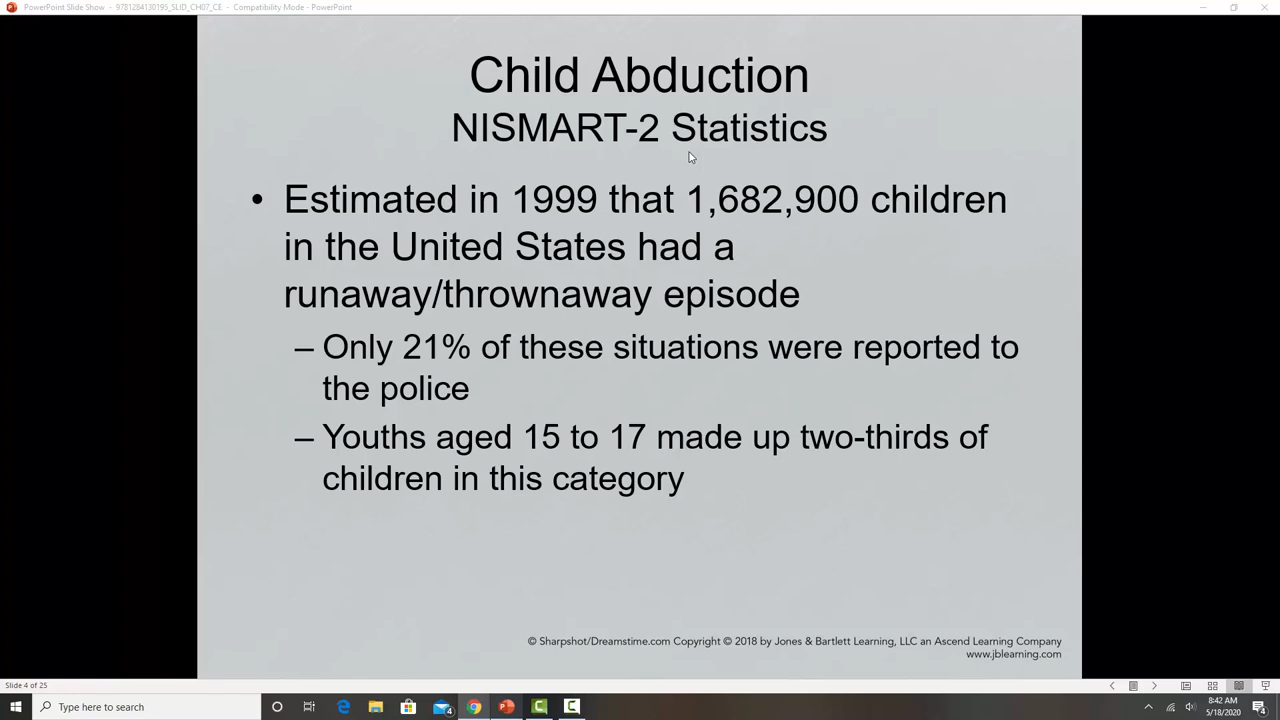 PowerPoint Slide Show - 9781284130195_SLID_CH07_CE - Compatibility Mode - PowerPoint
Child Abduction
NISMART-2 Statistics
• Estimated in 1999 that 1,682,900 children
in the United States had a
runaway/thrownaway episode
– Only 21% of these situations were reported to
the police
– Youths aged 15 to 17 made up two-thirds of
children in this category
© Sharpshot/Dreamstime.com Copyright © 2018 by Jones & Bartlett Learning, LLC an Ascend Learning Company
www.jblearning.com
Slide 4 of 25
Type here to search
4
8:42 AM
5/18/2020
4